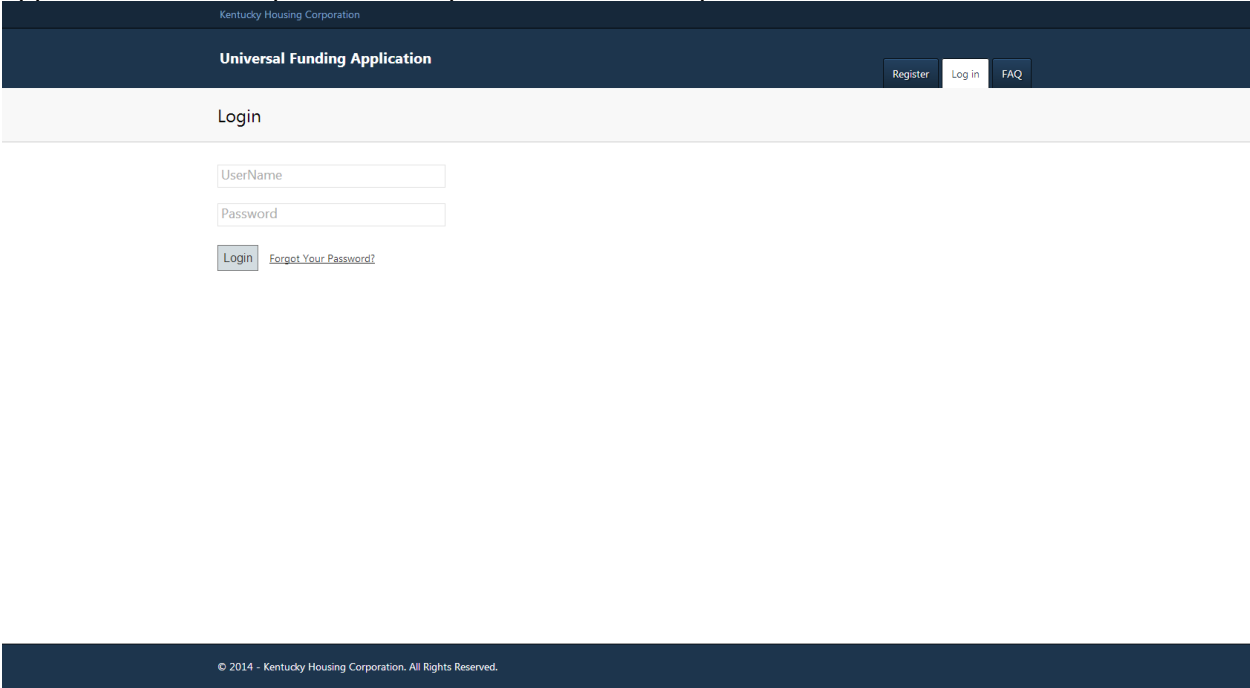 Kentucky Housing Corporation
Universal Funding Application
Register
Log in
FAQ
Login
UserName
Password
Login
Forgot Your Password?
© 2014 - Kentucky Housing Corporation. All Rights Reserved.